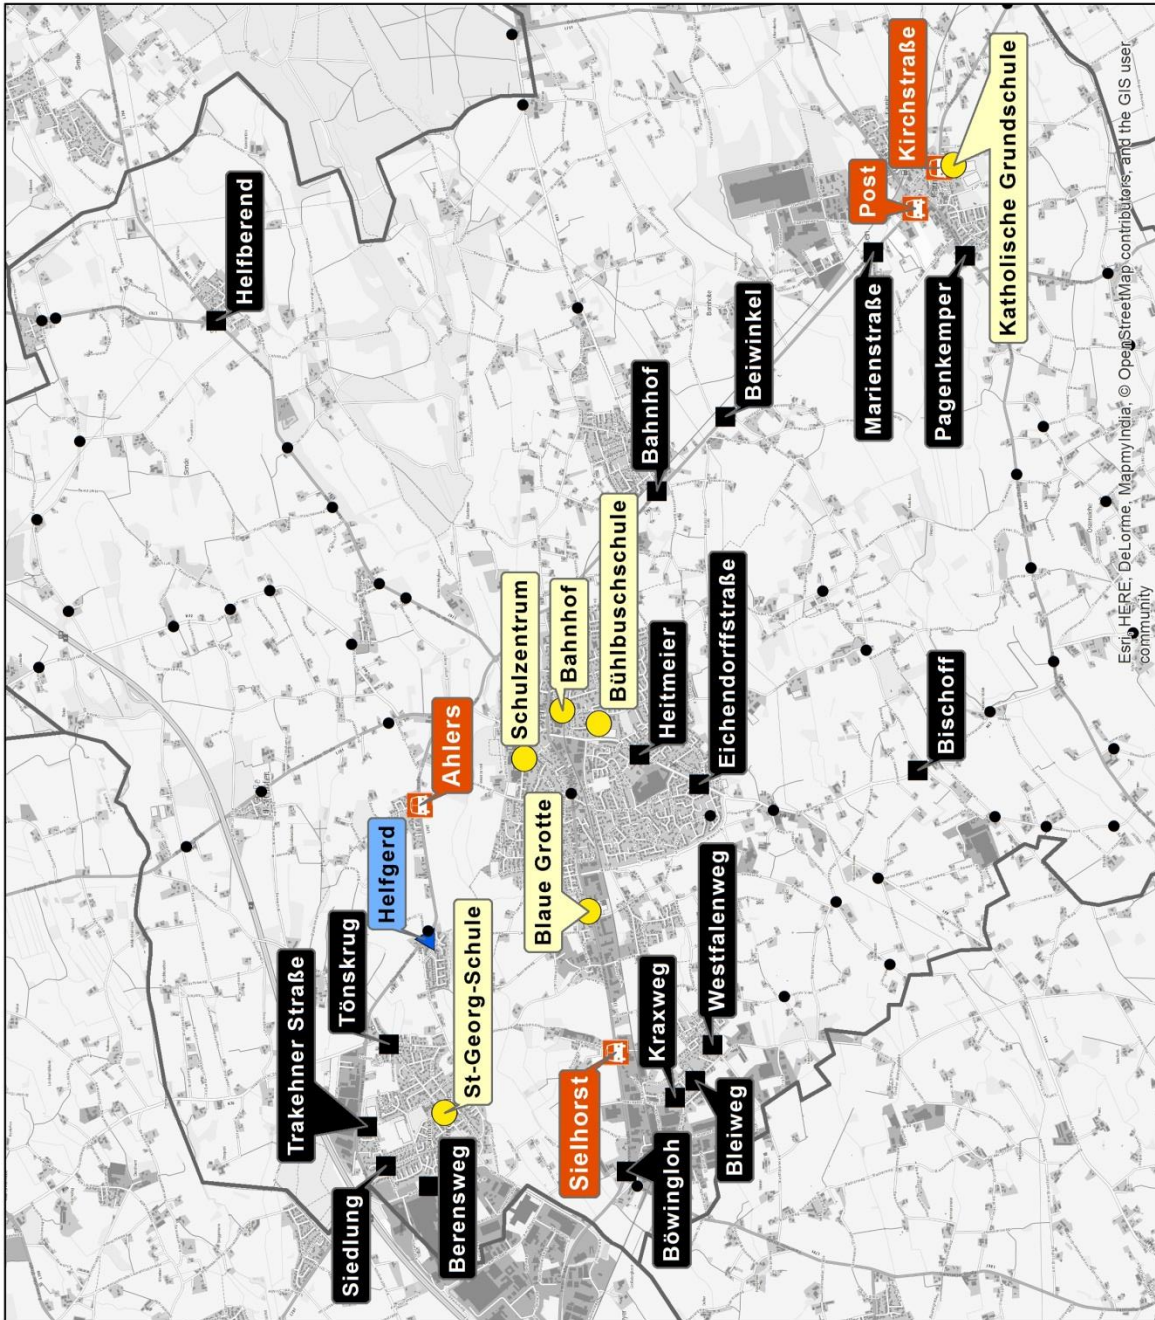 Helfberend
Kirchstraße
Post
Katholische Grundschule
Marienstraße
Pagenkemper
Beiwinkel
Bahnhof
Bühlbuschschule
Bahnhof
Schulzentrum
Heitmeier
Eichendorffstraße
Bischoff
Ahlers
Helfgerd
Blaue Grotte
St-Georg-Schule
Tönskrug
Trakehner Straße
Siedlung
Berensweg
Sielhorst
Kraxweg
Westfalenweg
Bleiweg
Böwingloh
Esri, HERE, DeLorme, MapmyIndia, © OpenStreetMap contributors, and the GIS user
community